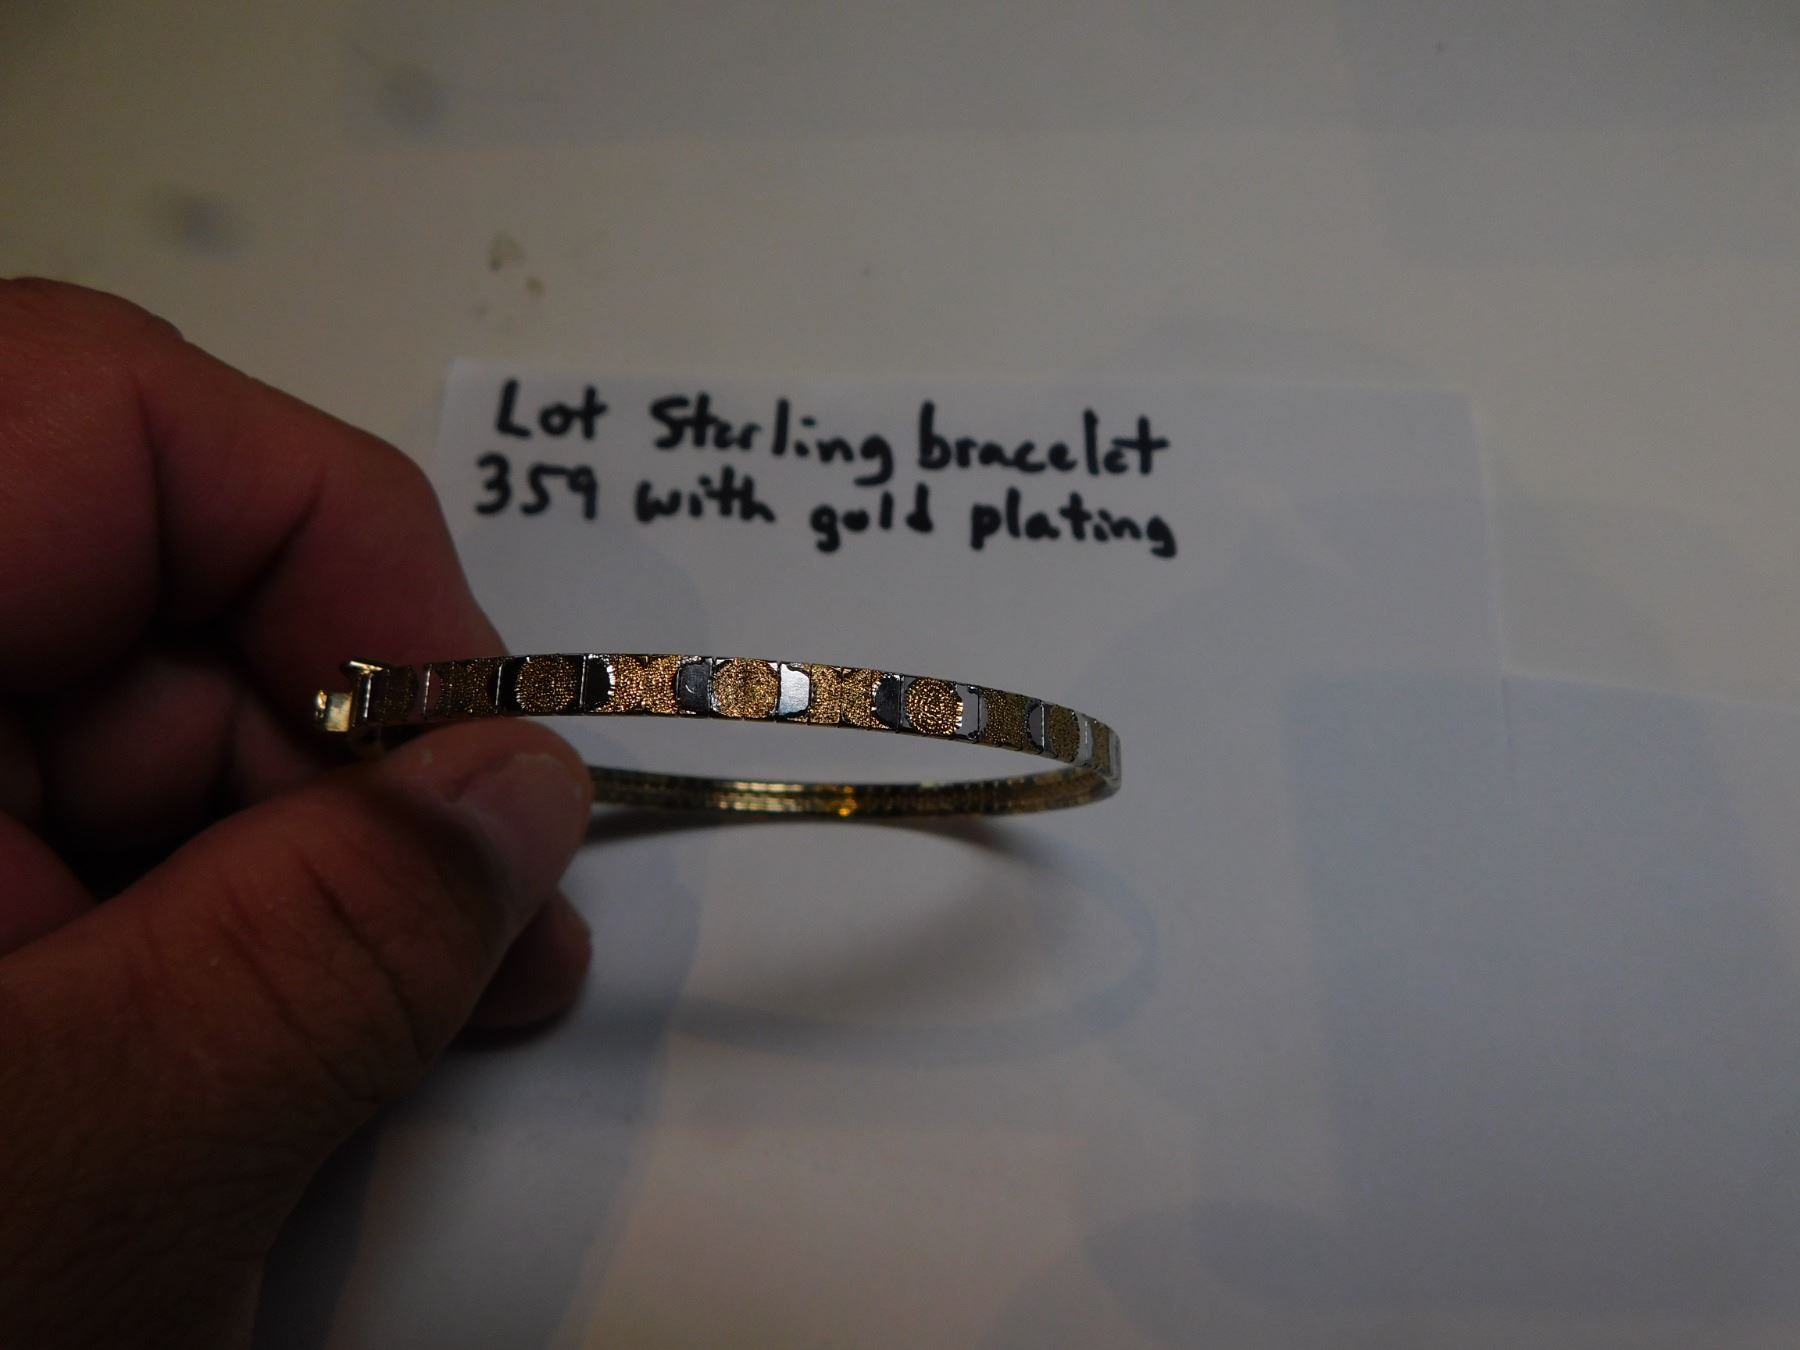 Lot Sterling bracelet
359 with gold plating